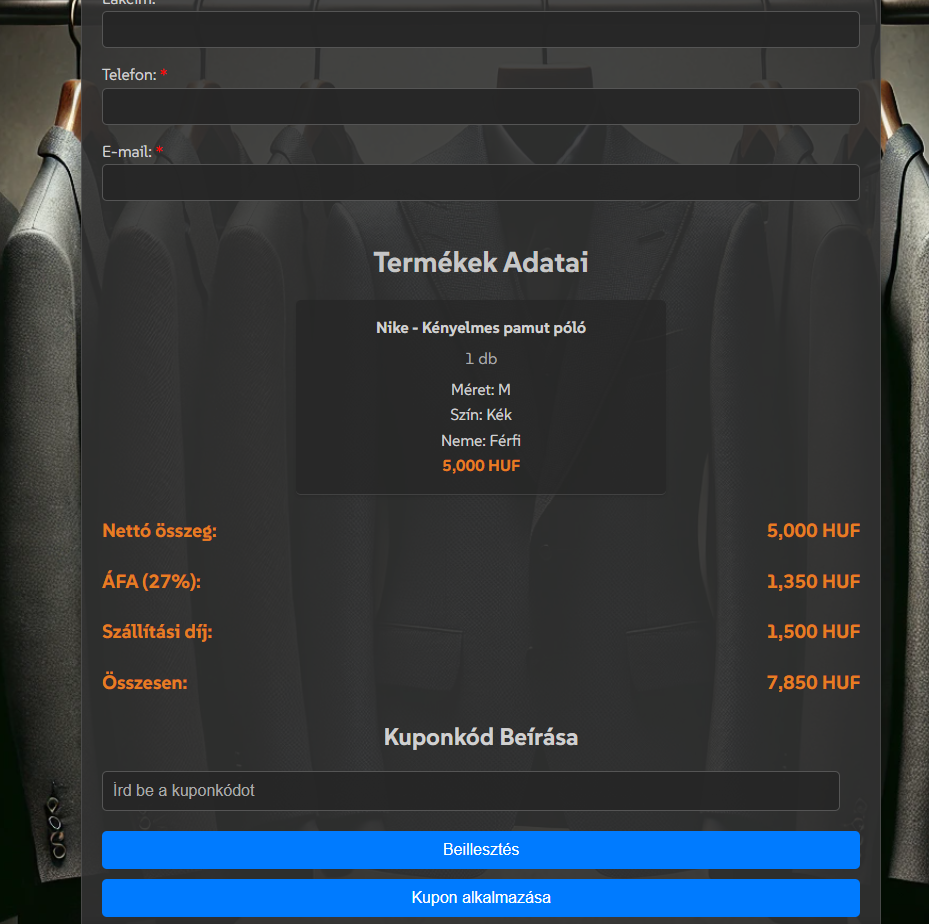 Lakcím:
Telefon: *
E-mail: *
Termékek Adatai
Nike - Kényelmes pamut póló
1 db
Méret: M
Szín: Kék
Neme: Férfi
5,000 HUF
Nettó összeg: 5,000 HUF
ÁFA (27%): 1,350 HUF
Szállítási díj: 1,500 HUF
Összesen: 7,850 HUF
Kuponkód Beírása
Írd be a kuponkódot
Beillesztés
Kupon alkalmazása